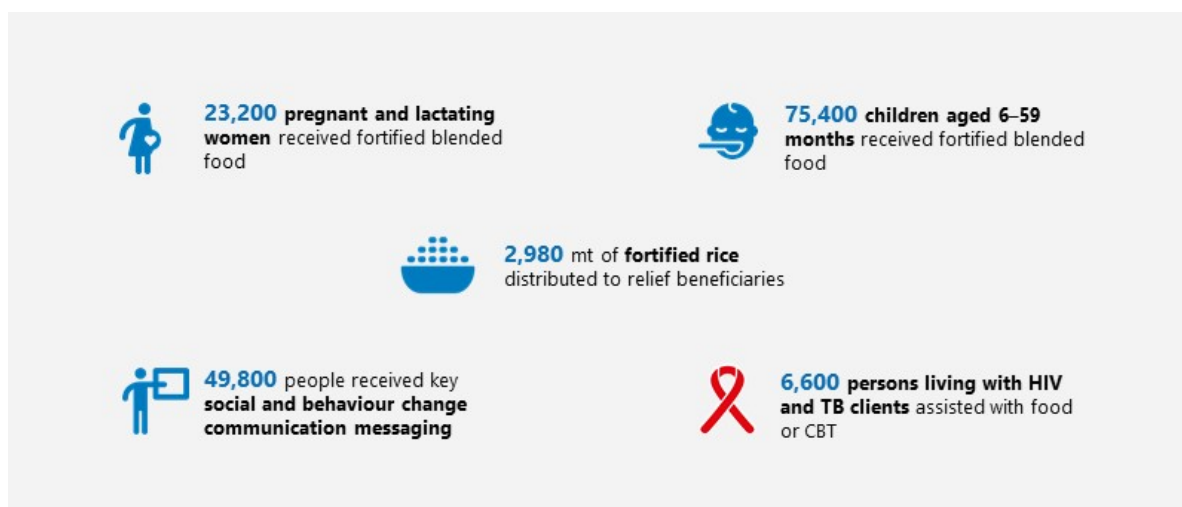 23,200 pregnant and lactating
women received fortified blended
food
75,400 children aged 6–59
months received fortified blended
food
2,980 mt of fortified rice
distributed to relief beneficiaries
49,800 people received key
social and behaviour change
communication messaging
6,600 persons living with HIV
and TB clients assisted with food
or CBT